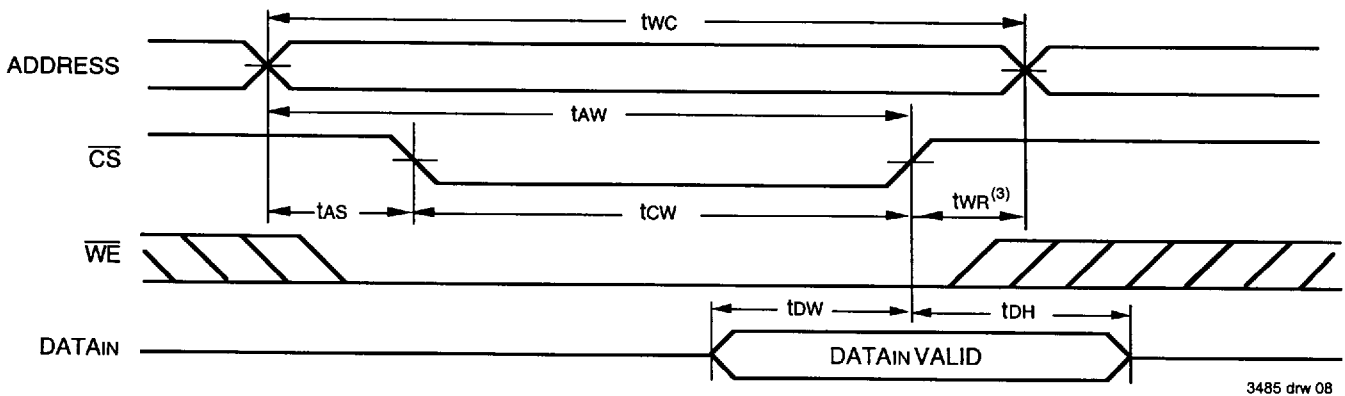 tWC
ADDRESS
tAW
CS
tAS tCW tWR(3)
WE
tDW tDH
DATAIN DATAIN VALID
3485 drw 08